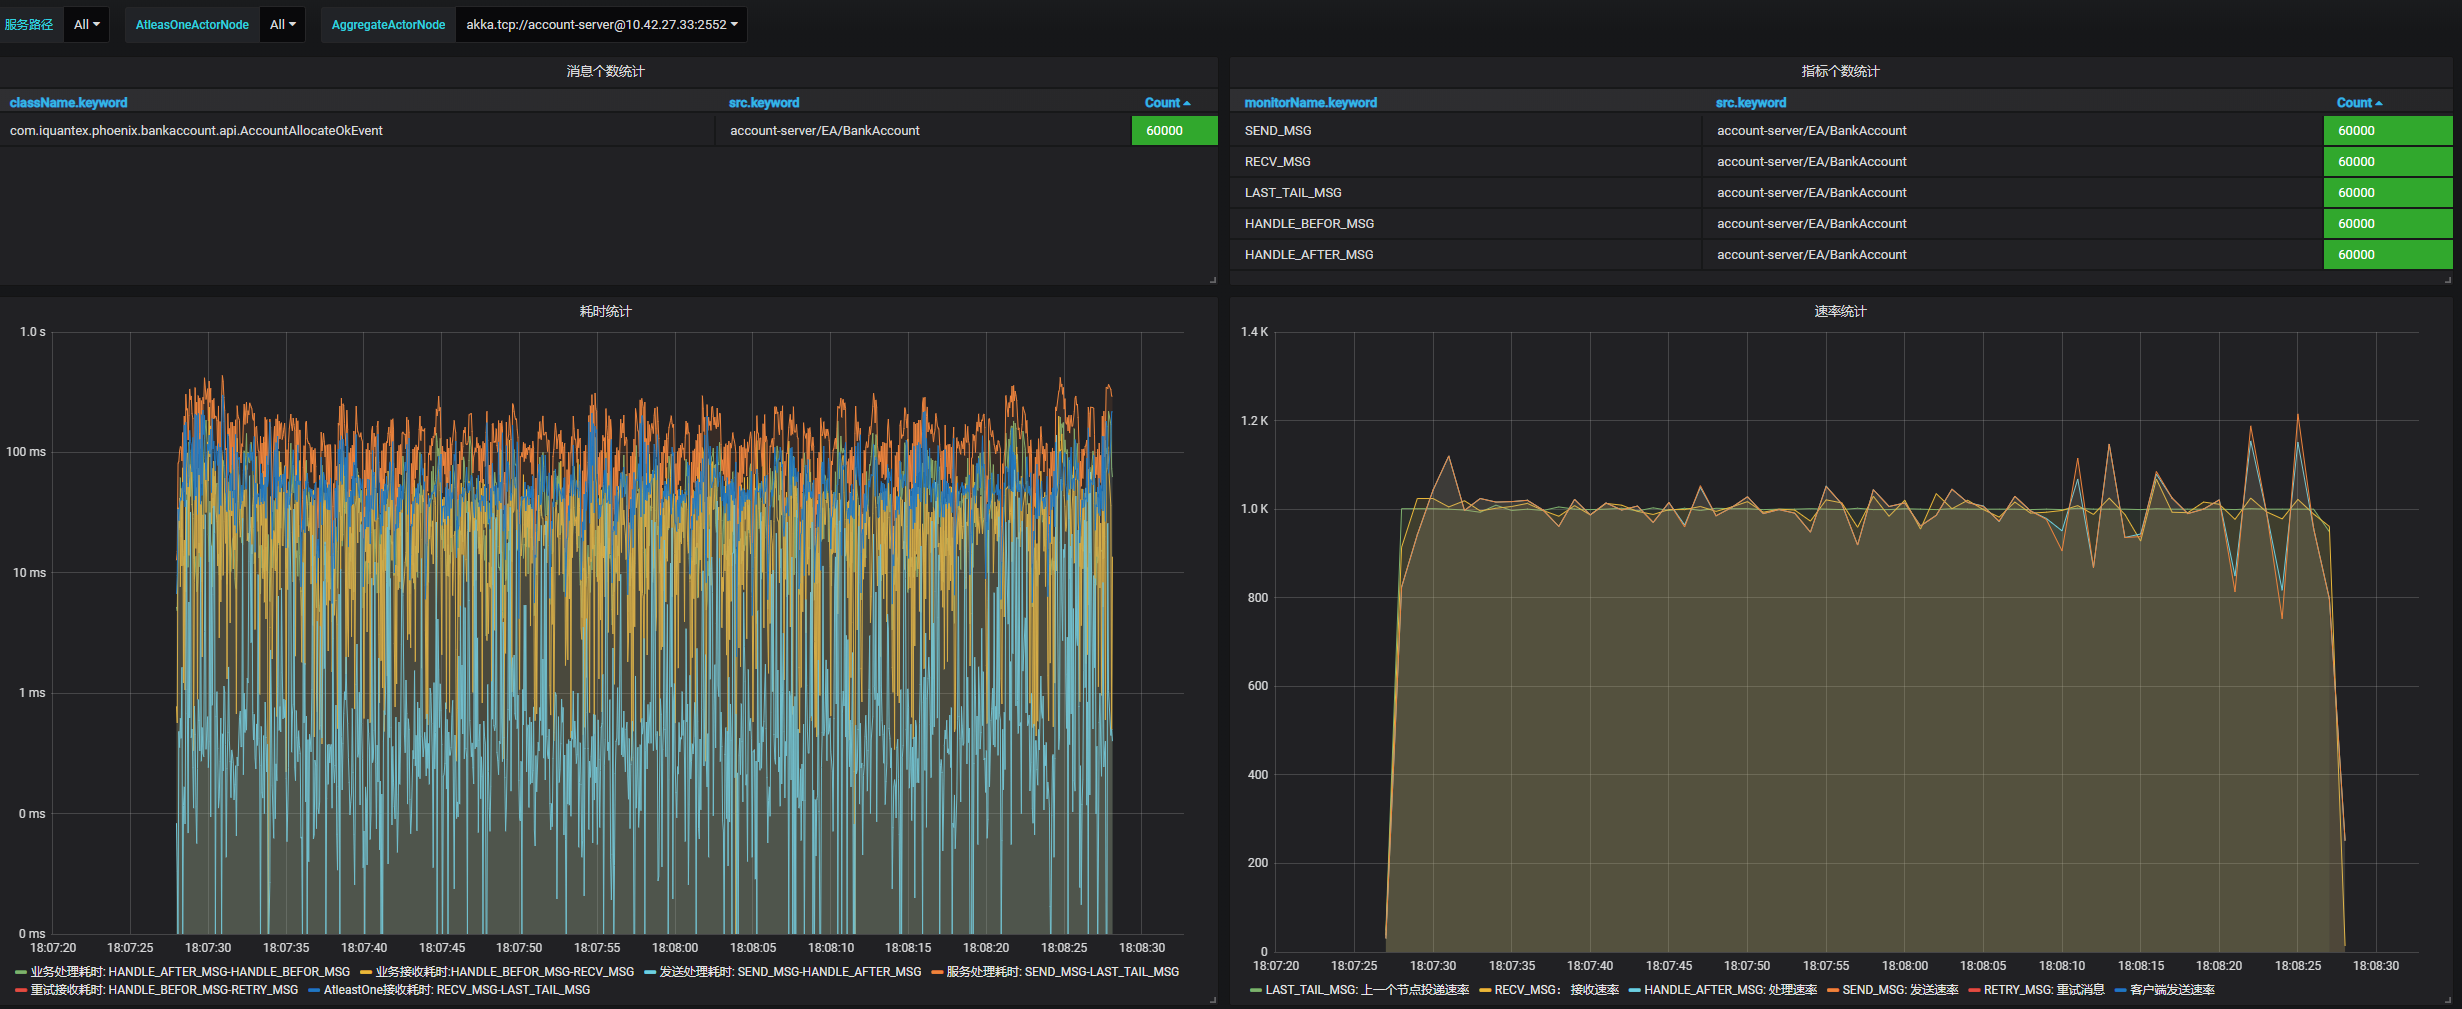 服务路径 All AtleasOneActorNode All AggregateActorNode akka.tcp://account-server@10.42.27.33:2552
消息个数统计
className.keyword src.keyword Count
com.iquantex.phoenix.bankaccount.api.AccountAllocateOkEvent account-server/EA/BankAccount 60000
指标个数统计
monitorName.keyword src.keyword Count
SEND_MSG account-server/EA/BankAccount 60000
RECV_MSG account-server/EA/BankAccount 60000
LAST_TAIL_MSG account-server/EA/BankAccount 60000
HANDLE_BEFOR_MSG account-server/EA/BankAccount 60000
HANDLE_AFTER_MSG account-server/EA/BankAccount 60000
耗时统计
1.0 s
100 ms
10 ms
1 ms
0 ms
0 ms
18:07:20 18:07:25 18:07:30 18:07:35 18:07:40 18:07:45 18:07:50 18:07:55 18:08:00 18:08:05 18:08:10 18:08:15 18:08:20 18:08:25 18:08:30
业务处理耗时: HANDLE_AFTER_MSG-HANDLE_BEFOR_MSG 业务接收耗时:HANDLE_BEFOR_MSG-RECV_MSG 发送处理耗时: SEND_MSG-HANDLE_AFTER_MSG 服务处理耗时: SEND_MSG-LAST_TAIL_MSG
重试接收耗时: HANDLE_BEFOR_MSG-RETRY_MSG AtleastOne接收耗时: RECV_MSG-LAST_TAIL_MSG
速率统计
1.4 K
1.2 K
1.0 K
800
600
400
200
0
18:07:20 18:07:25 18:07:30 18:07:35 18:07:40 18:07:45 18:07:50 18:07:55 18:08:00 18:08:05 18:08:10 18:08:15 18:08:20 18:08:25 18:08:30
LAST_TAIL_MSG: 上一个节点投递速率 RECV_MSG： 接收速率 HANDLE_AFTER_MSG: 处理速率 SEND_MSG: 发送速率 RETRY_MSG: 重试消息 客户端发送速率